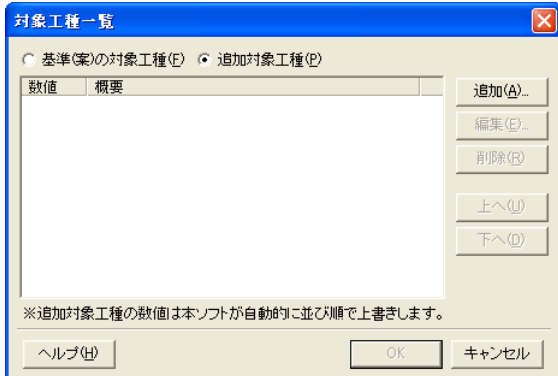 対象工種一覧
基準(案)の対象工種(F) 追加対象工種(P)
数値 概要
追加(A)...
編集(E)...
削除(R)
上へ(U)
下へ(D)
※追加対象工種の数値は本ソフトが自動的に並び順で上書きします。
ヘルプ(H) OK キャンセル